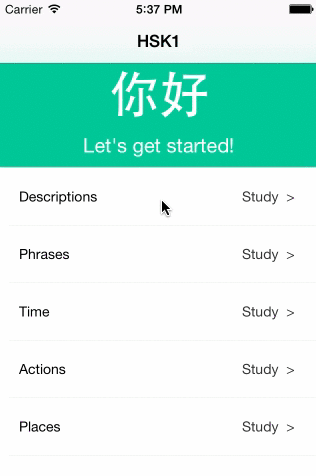 Carrier 5:37 PM
HSK1
你好
Let's get started!
Descriptions Study >
Phrases Study >
Time Study >
Actions Study >
Places Study >